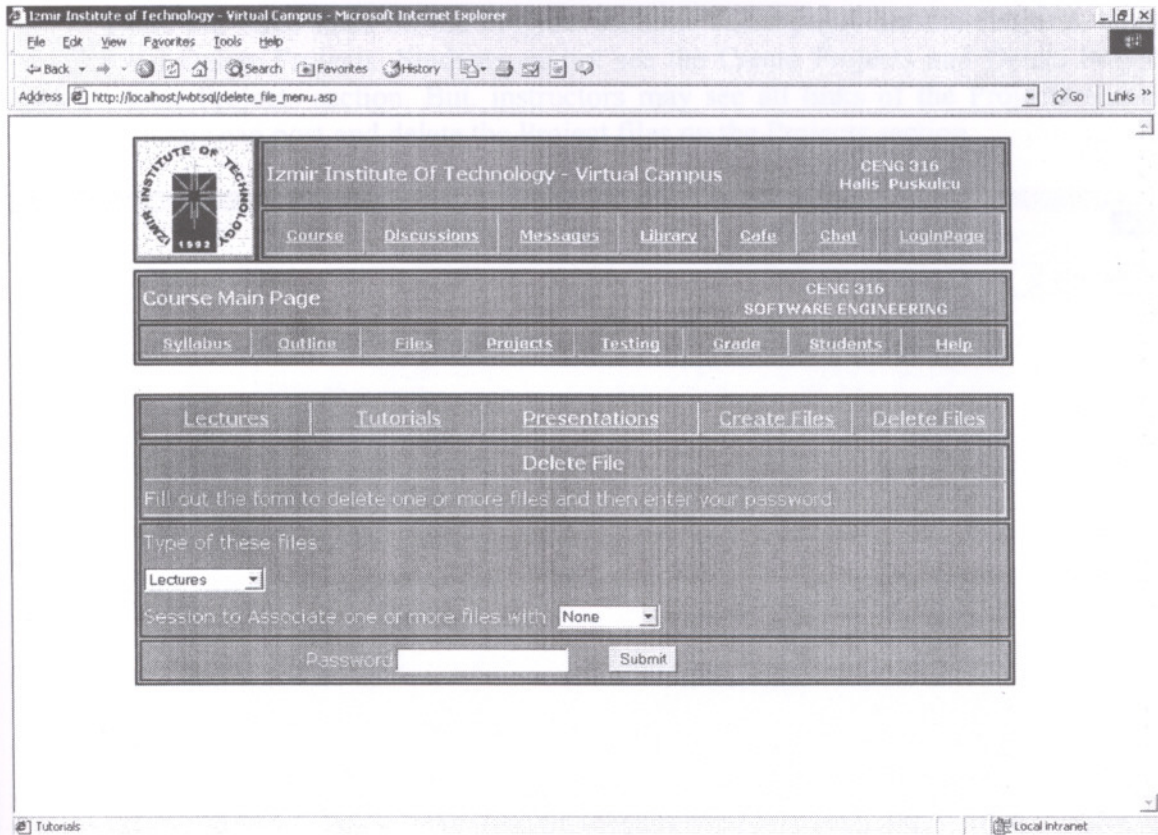 Izmir Institute of Technology - Virtual Campus - Microsoft Internet Explorer
File Edit View Favorites Tools Help
Back Search Favorites History
Address http://localhost/wbtsql/delete_file_menu.asp Go Links »
IZMIR INSTITUTE OF TECHNOLOGY
1992
Izmir Institute Of Technology - Virtual Campus
CENG 316
Halis Puskulcu
Course Discussions Messages Library Cafe Chat LoginPage
Course Main Page
CENG 316
SOFTWARE ENGINEERING
Syllabus Outline Files Projects Testing Grade Students Help
Lectures Tutorials Presentations Create Files Delete Files
Delete File
Fill out the form to delete one or more files and then enter your password.
Type of these files
Lectures
Session to Associate one or more files with None
Password Submit
Tutorials Local intranet